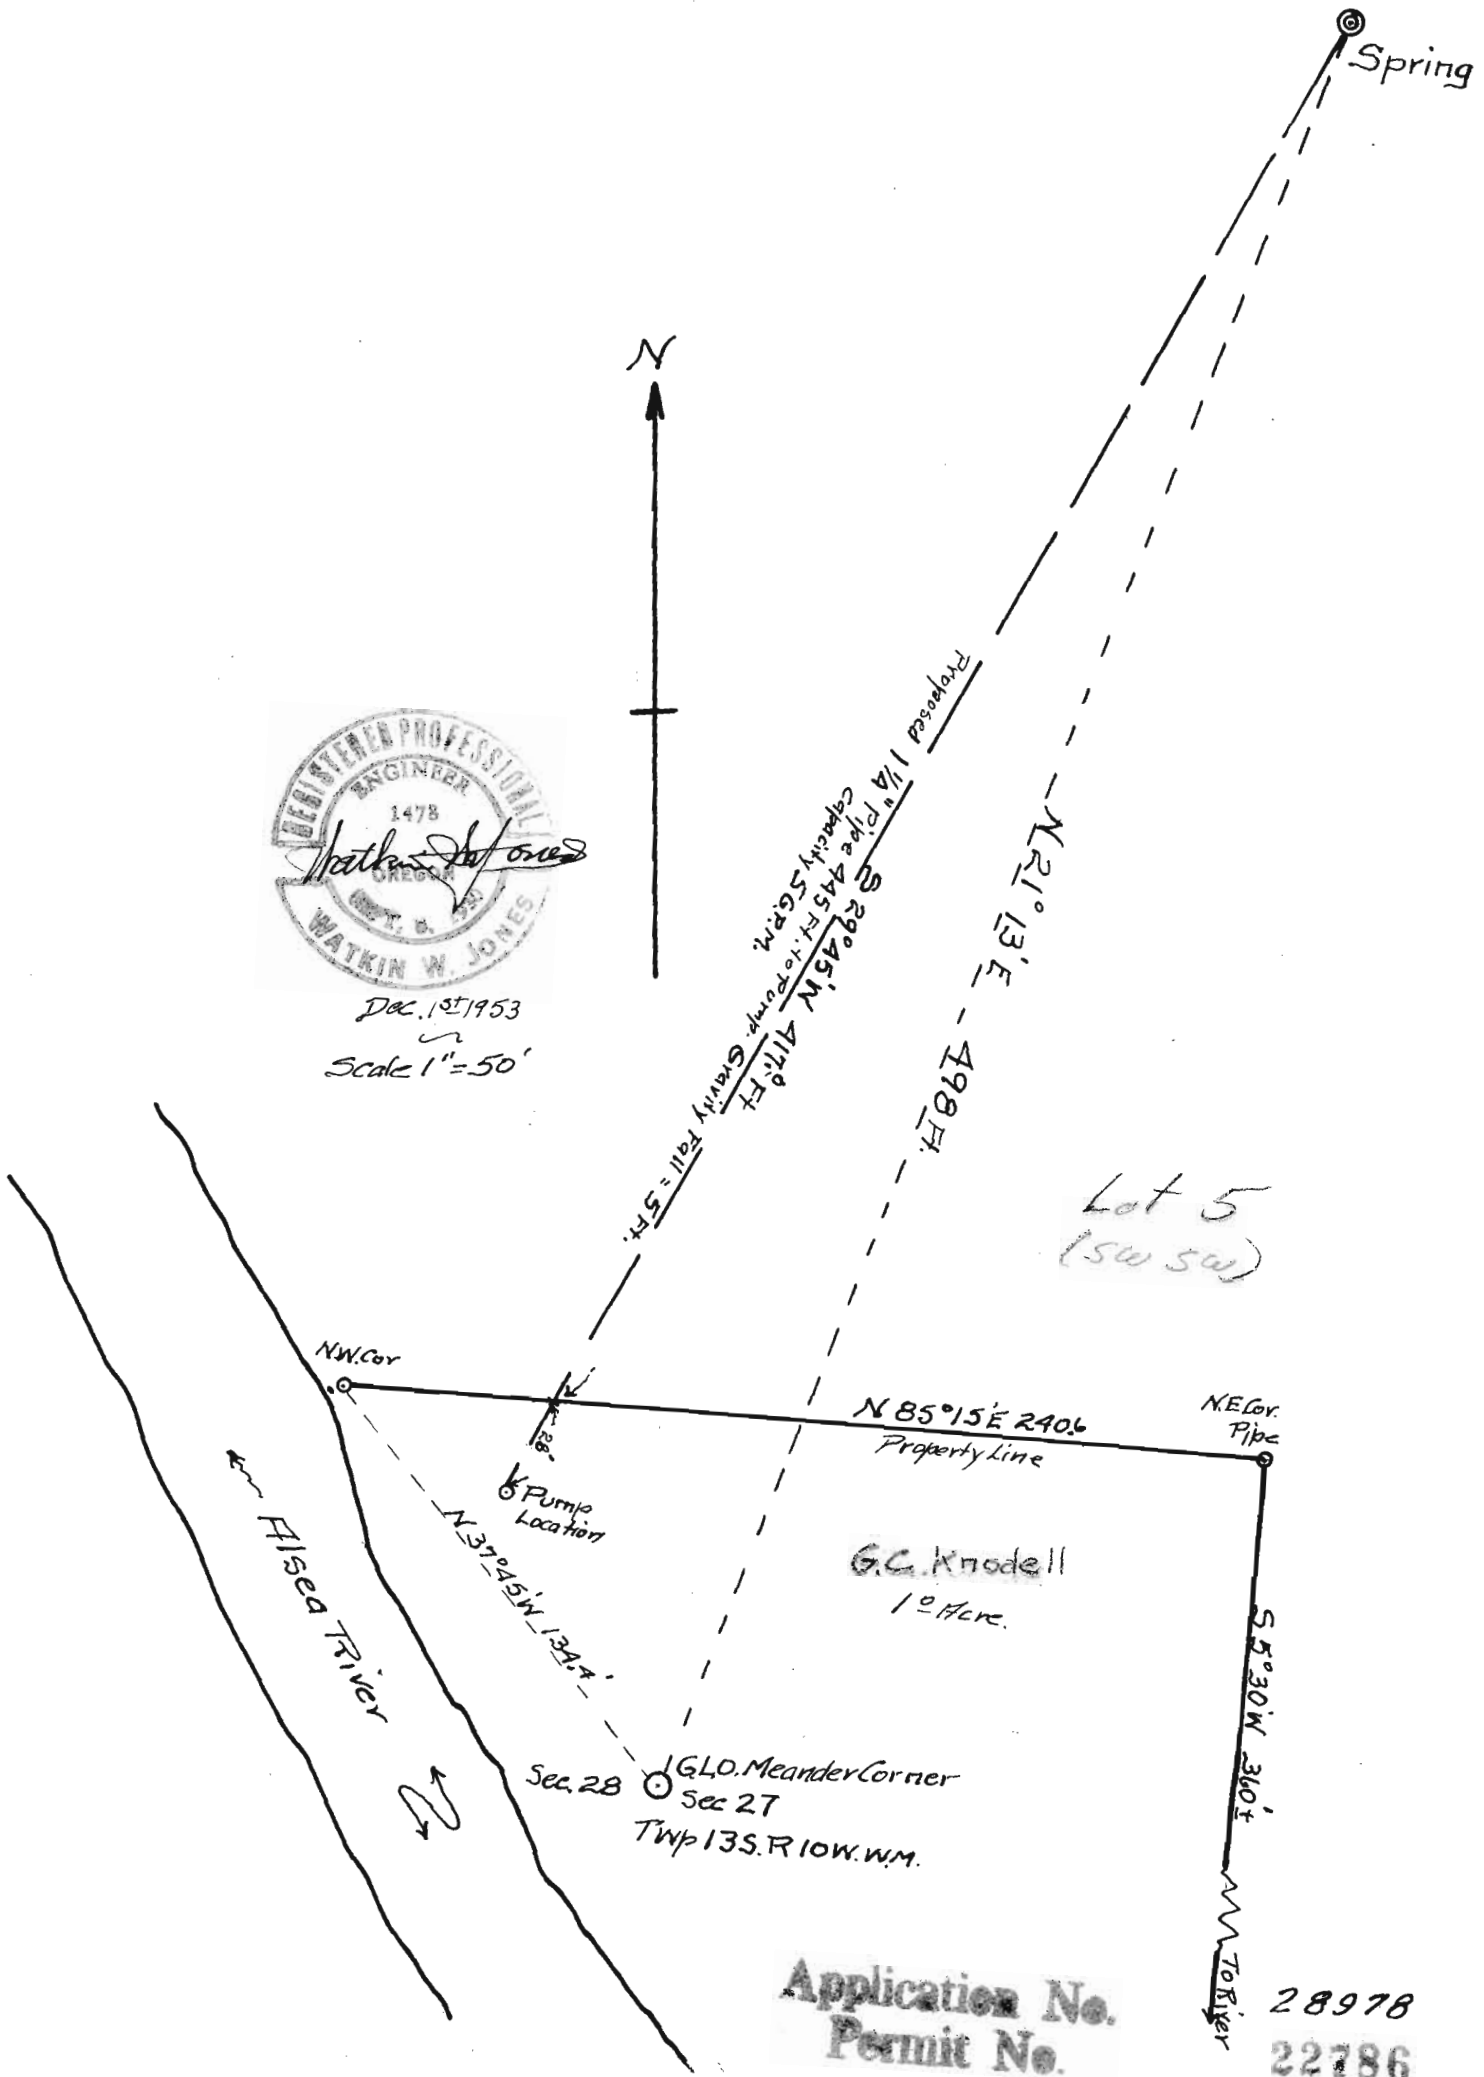 Spring
N
REGISTERED PROFESSIONAL
ENGINEER
1478
OREGON
WATKIN W. JONES
Dec. 1st 1953
Scale 1" = 50'
Proposed 1 1/4" Pipe 445 Ft. to Pump. Gravity Fall = 5 Ft.
Capacity 5 G.P.M.
S 29° 45' W 417.0 Ft
N 21° 13' E - 498 Ft.
Lot 5
(SW SW)
N.W. Cor
N 85° 15' E 240.6
Property Line
N.E. Cor.
Pipe
28'
Pump
Location
N 37° 45' W 134.4'
Alsea River
G.C. Knodell
1.0 Acre.
S 5° 30' W 360' ±
To River
Sec. 28
G.L.O. Meander Corner
Sec 27
Twp 13 S. R 10 W. W.M.
Application No. 28978
Permit No. 22786